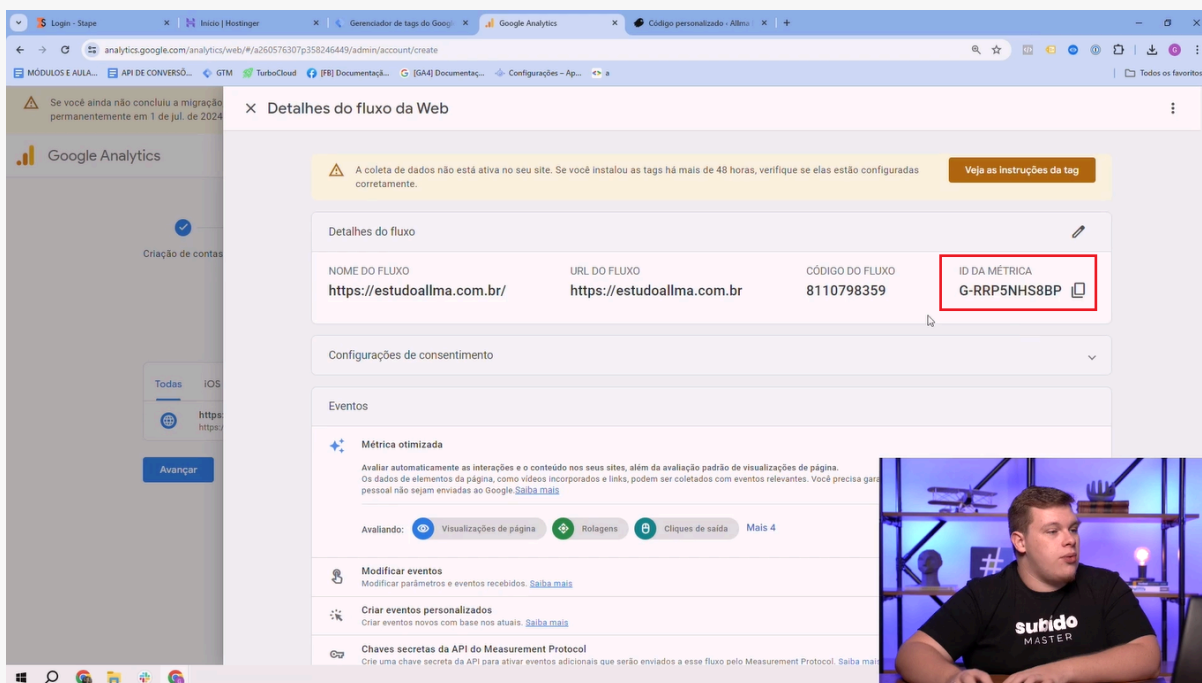 Login - Stape
Início | Hostinger
Gerenciador de tags do Googl
Google Analytics
Código personalizado - Allma
analytics.google.com/analytics/web/#/a260576307p358246449/admin/account/create
MÓDULOS E AULA...
API DE CONVERSÕ...
GTM
TurboCloud
[FB] Documentaçã...
[GA4] Documentaç...
Configurações – Ap...
a
Todos os favoritos
Se você ainda não concluiu a migração
permanentemente em 1 de jul. de 2024
Detalhes do fluxo da Web
Google Analytics
A coleta de dados não está ativa no seu site. Se você instalou as tags há mais de 48 horas, verifique se elas estão configuradas
corretamente.
Veja as instruções da tag
Criação de contas
Detalhes do fluxo
NOME DO FLUXO
https://estudoallma.com.br/
URL DO FLUXO
https://estudoallma.com.br
CÓDIGO DO FLUXO
8110798359
ID DA MÉTRICA
G-RRP5NHS8BP
Configurações de consentimento
Todas
iOS
https:
https:/
Avançar
Eventos
Métrica otimizada
Avaliar automaticamente as interações e o conteúdo nos seus sites, além da avaliação padrão de visualizações de página.
Os dados de elementos da página, como vídeos incorporados e links, podem ser coletados com eventos relevantes. Você precisa gara
pessoal não sejam enviadas ao Google. Saiba mais
Avaliando:
Visualizações de página
Rolagens
Cliques de saída
Mais 4
Modificar eventos
Modificar parâmetros e eventos recebidos. Saiba mais
Criar eventos personalizados
Criar eventos novos com base nos atuais. Saiba mais
Chaves secretas da API do Measurement Protocol
Crie uma chave secreta da API para ativar eventos adicionais que serão enviados a esse fluxo pelo Measurement Protocol. Saiba mais
#
subido
MASTER